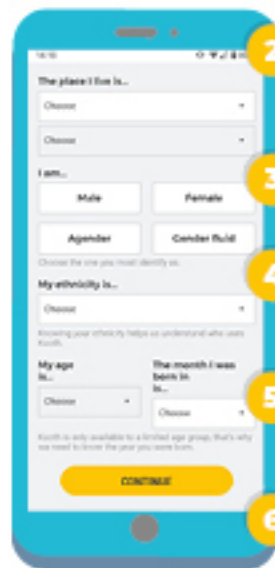 16:15
2
The place I live is...
Choose
Choose
3
I am...
Male Female
Agender Gender fluid
Choose the one you most identify as.
4
My ethnicity is...
Choose
Knowing your ethnicity helps us understand who uses
Kooth.
My age
is...
The month I was
born in
is...
5
Choose
Choose
Kooth is only available to a limited age group, that's why
we need to know the year you were born.
CONTINUE
6